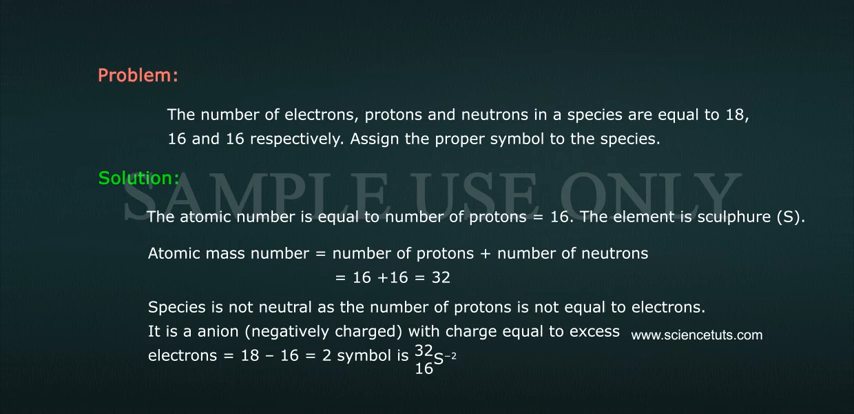 Problem:
The number of electrons, protons and neutrons in a species are equal to 18,
16 and 16 respectively. Assign the proper symbol to the species.
Solution:
SAMPLE USE ONLY
The atomic number is equal to number of protons = 16. The element is sculphure (S).
Atomic mass number = number of protons + number of neutrons
= 16 +16 = 32
Species is not neutral as the number of protons is not equal to electrons.
It is a anion (negatively charged) with charge equal to excess www.sciencetuts.com
electrons = 18 – 16 = 2 symbol is ³²₁₆S⁻²